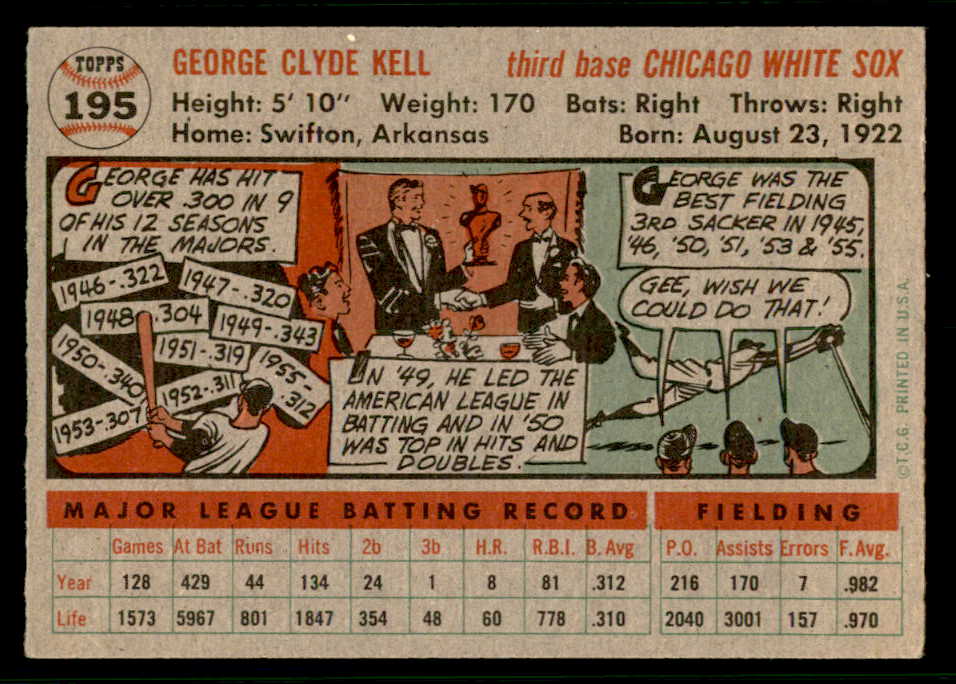 TOPPS
195
GEORGE CLYDE KELL third base CHICAGO WHITE SOX
Height: 5' 10" Weight: 170 Bats: Right Throws: Right
Home: Swifton, Arkansas Born: August 23, 1922
GEORGE HAS HIT
OVER .300 IN 9
OF HIS 12 SEASONS
IN THE MAJORS.
1946-.322
1947-.320
1948-.304
1949-.343
1950-.340
1951-.319
1952-.311
1953-.307
1955-.312
IN '49, HE LED THE
AMERICAN LEAGUE IN
BATTING AND IN '50
WAS TOP IN HITS AND
DOUBLES.
GEORGE WAS THE
BEST FIELDING
3RD SACKER IN 1945,
'46, '50, '51, '53 & '55.
GEE, WISH WE
COULD DO THAT!
©T.C.G. PRINTED IN U.S.A.
MAJOR LEAGUE BATTING RECORD FIELDING
Games At Bat Runs Hits 2b 3b H.R. R.B.I. B. Avg P.O. Assists Errors F. Avg.
Year 128 429 44 134 24 1 8 81 .312 216 170 7 .982
Life 1573 5967 801 1847 354 48 60 778 .310 2040 3001 157 .970